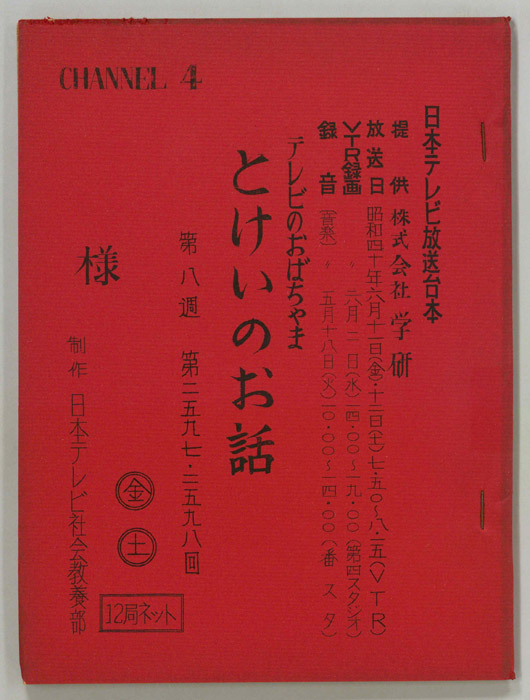 CHANNEL 4
日本テレビ放送台本
提供 株式会社 学研
放送日 昭和四十年六月十一日(金)・十二日(土)七・五〇〜八・一五(VTR)
VTR録画 〃 六月二日(水)一四・〇〇〜一九・〇〇(第四スタジオ)
録音(音楽) 〃 五月十八日(火)一〇・〇〇〜一四・〇〇(番スタ)
テレビのおばちゃま
とけいのお話
第八週 第二五九七・二五九八回
金
土
12局ネット
様
制作 日本テレビ社会教養部